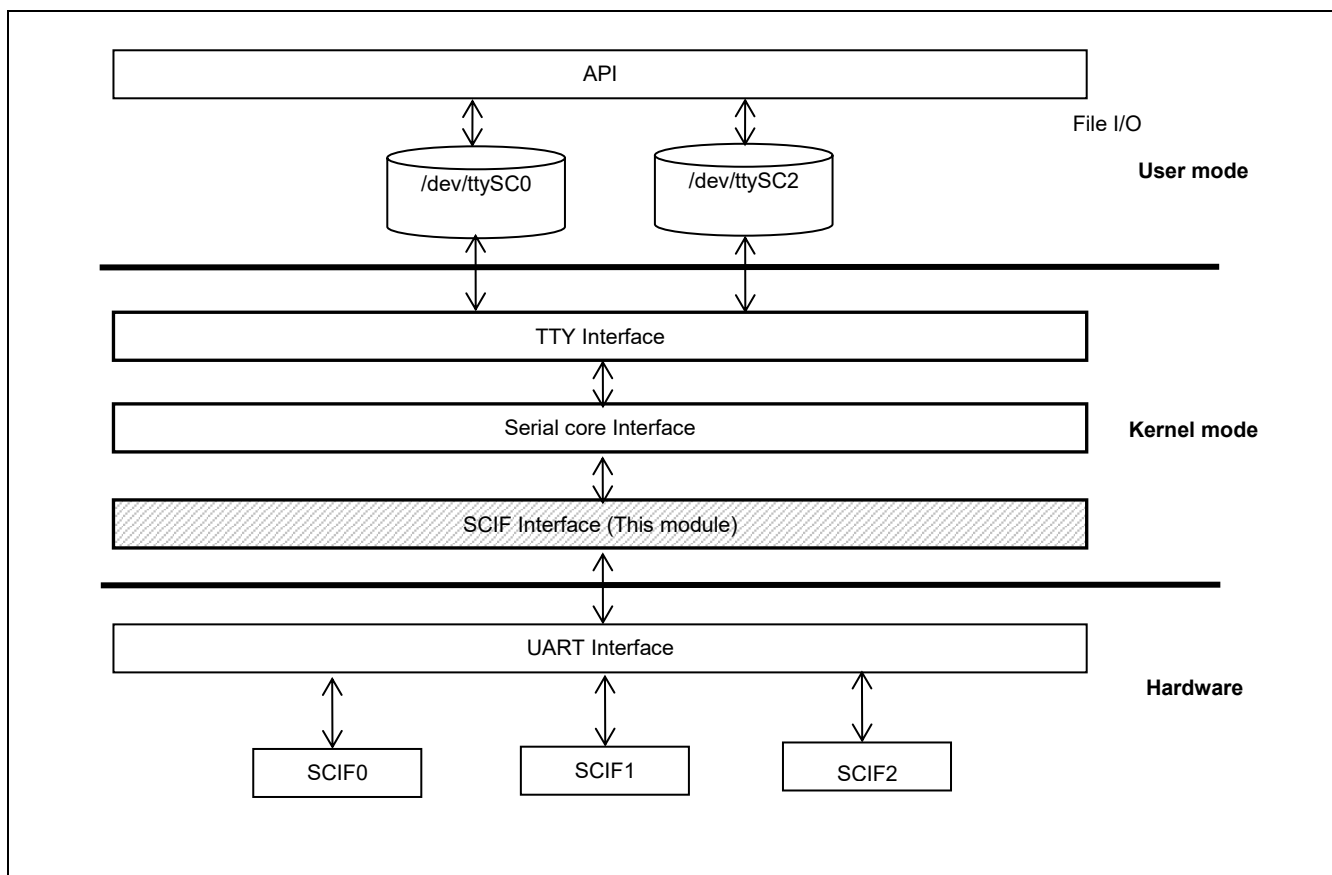 API
File I/O
/dev/ttySC0
/dev/ttySC2
User mode
TTY Interface
Serial core Interface
Kernel mode
SCIF Interface (This module)
UART Interface
Hardware
SCIF0
SCIF1
SCIF2